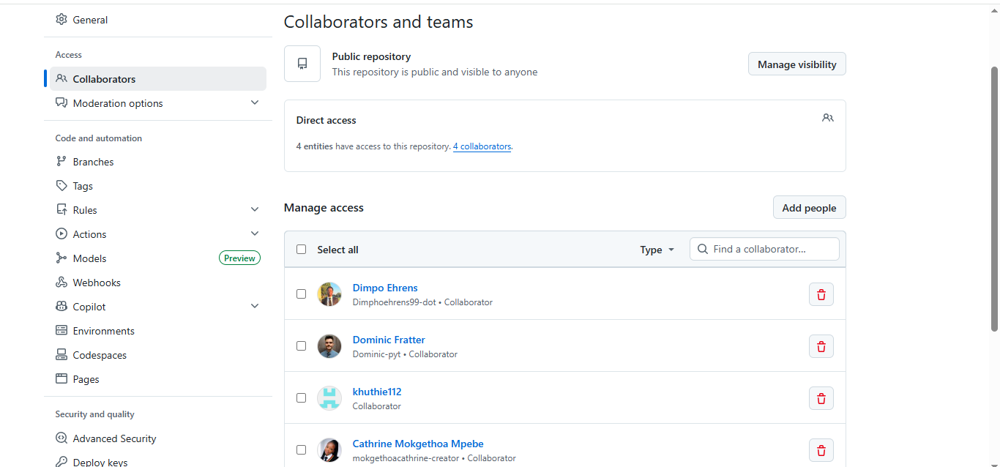 General
Access
Collaborators
Moderation options
Code and automation
Branches
Tags
Rules
Actions
Models Preview
Webhooks
Copilot
Environments
Codespaces
Pages
Security and quality
Advanced Security
Deploy keys
Collaborators and teams
Public repository
This repository is public and visible to anyone
Manage visibility
Direct access
4 entities have access to this repository. 4 collaborators.
Manage access
Add people
Select all Type Find a collaborator...
Dimpo Ehrens
Dimphoehrens99-dot • Collaborator
Dominic Fratter
Dominic-pyt • Collaborator
khuthie112
Collaborator
Cathrine Mokgethoa Mpebe
mokgethoacathrine-creator • Collaborator